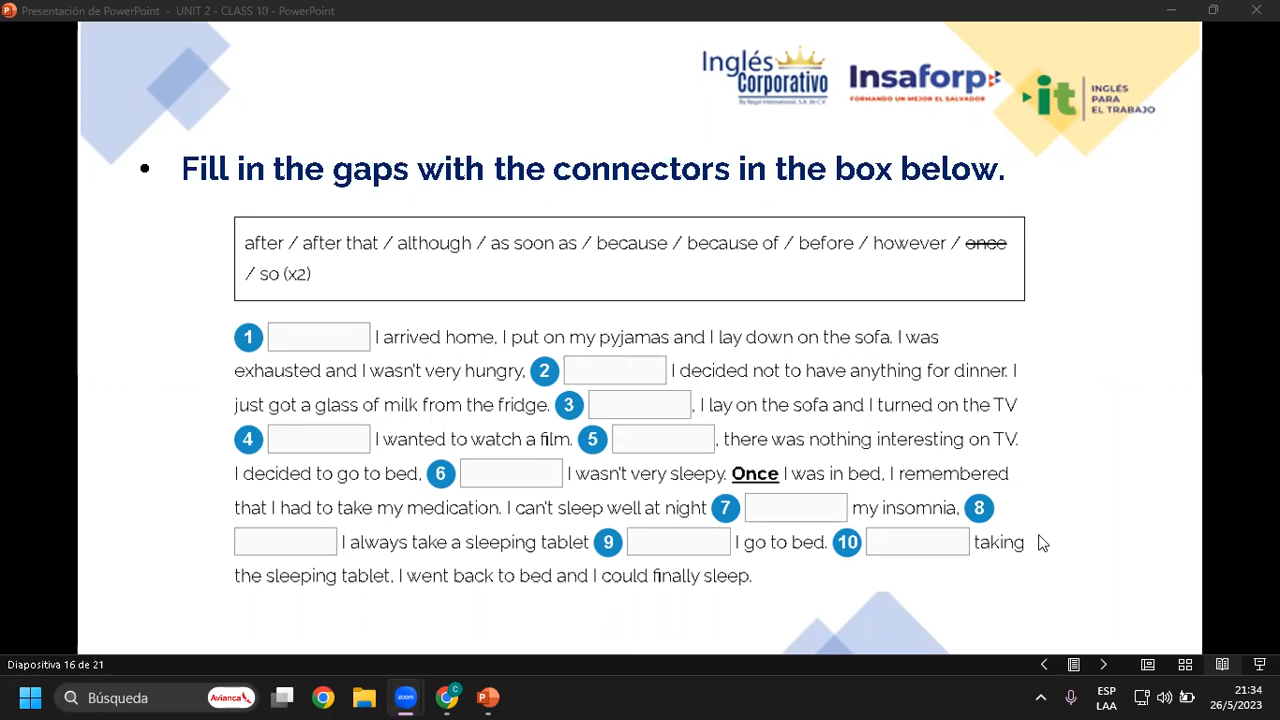 Presentación de PowerPoint - UNIT 2 - CLASS 10 - PowerPoint
Inglés
Corporativo
By Regal International, S.A. de C.V.
Insaforp
FORMANDO UN MEJOR EL SALVADOR
it
INGLÉS
PARA
EL TRABAJO
• Fill in the gaps with the connectors in the box below.
after / after that / although / as soon as / because / because of / before / however / once
/ so (x2)
1 I arrived home, I put on my pyjamas and I lay down on the sofa. I was
exhausted and I wasn't very hungry, 2 I decided not to have anything for dinner. I
just got a glass of milk from the fridge. 3 , I lay on the sofa and I turned on the TV
4 I wanted to watch a film. 5 , there was nothing interesting on TV.
I decided to go to bed, 6 I wasn't very sleepy. Once I was in bed, I remembered
that I had to take my medication. I can't sleep well at night 7 my insomnia, 8
I always take a sleeping tablet 9 I go to bed. 10 taking
the sleeping tablet, I went back to bed and I could finally sleep.
Diapositiva 16 de 21
Búsqueda
Avianca
zoom
C
ESP
LAA
21:34
26/5/2023